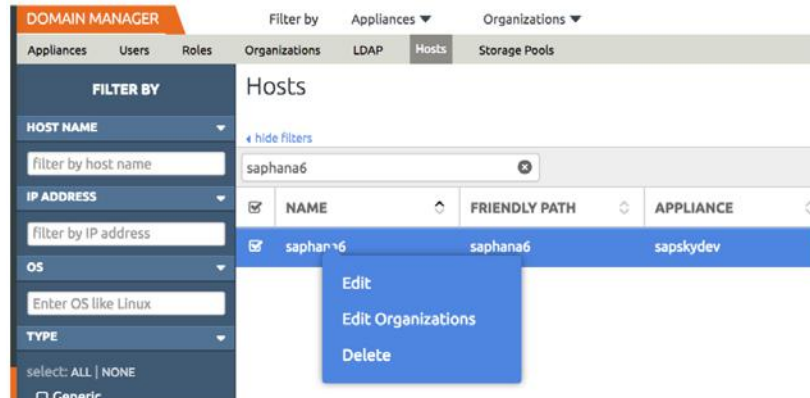 DOMAIN MANAGER
Filter by Appliances Organizations
Appliances Users Roles Organizations LDAP Hosts Storage Pools
FILTER BY
Hosts
HOST NAME
hide filters
filter by host name
saphana6
IP ADDRESS
NAME FRIENDLY PATH APPLIANCE
filter by IP address
saphana6 saphana6 sapskydev
OS
Edit
Enter OS like Linux
Edit Organizations
TYPE
Delete
select: ALL | NONE
Generic